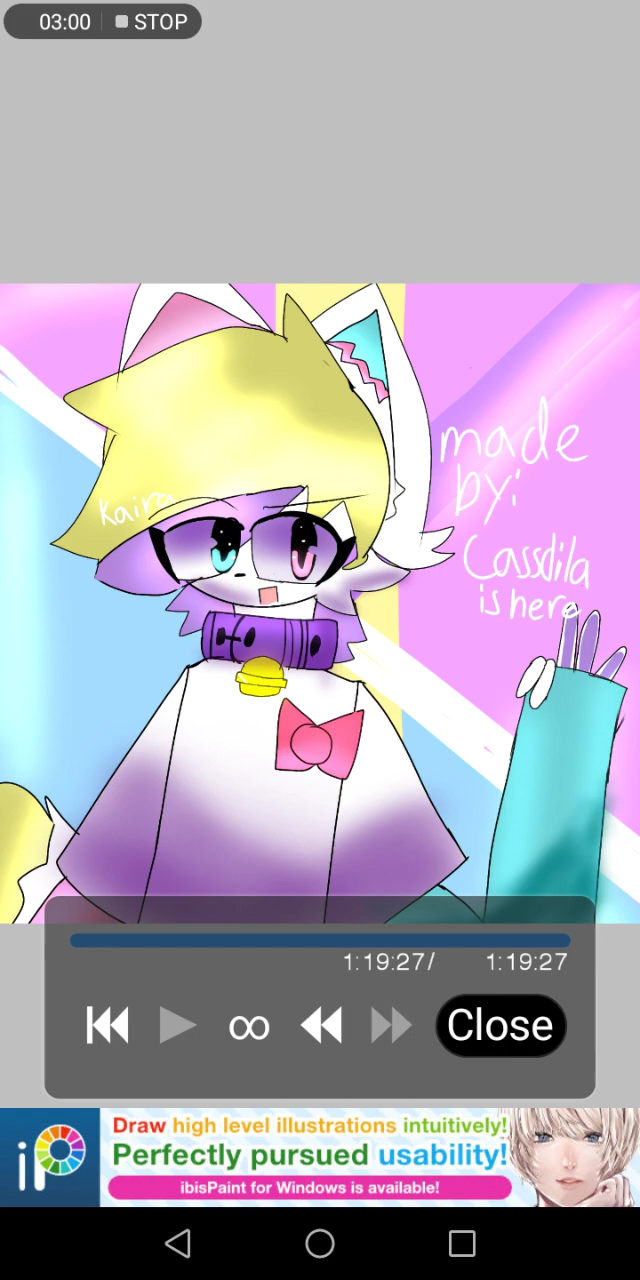 03:00 STOP
made
by:
Kaira
Cassdila
is here
1:19:27/ 1:19:27
Close
Draw high level illustrations intuitively!
Perfectly pursued usability!
ibisPaint for Windows is available!
iP